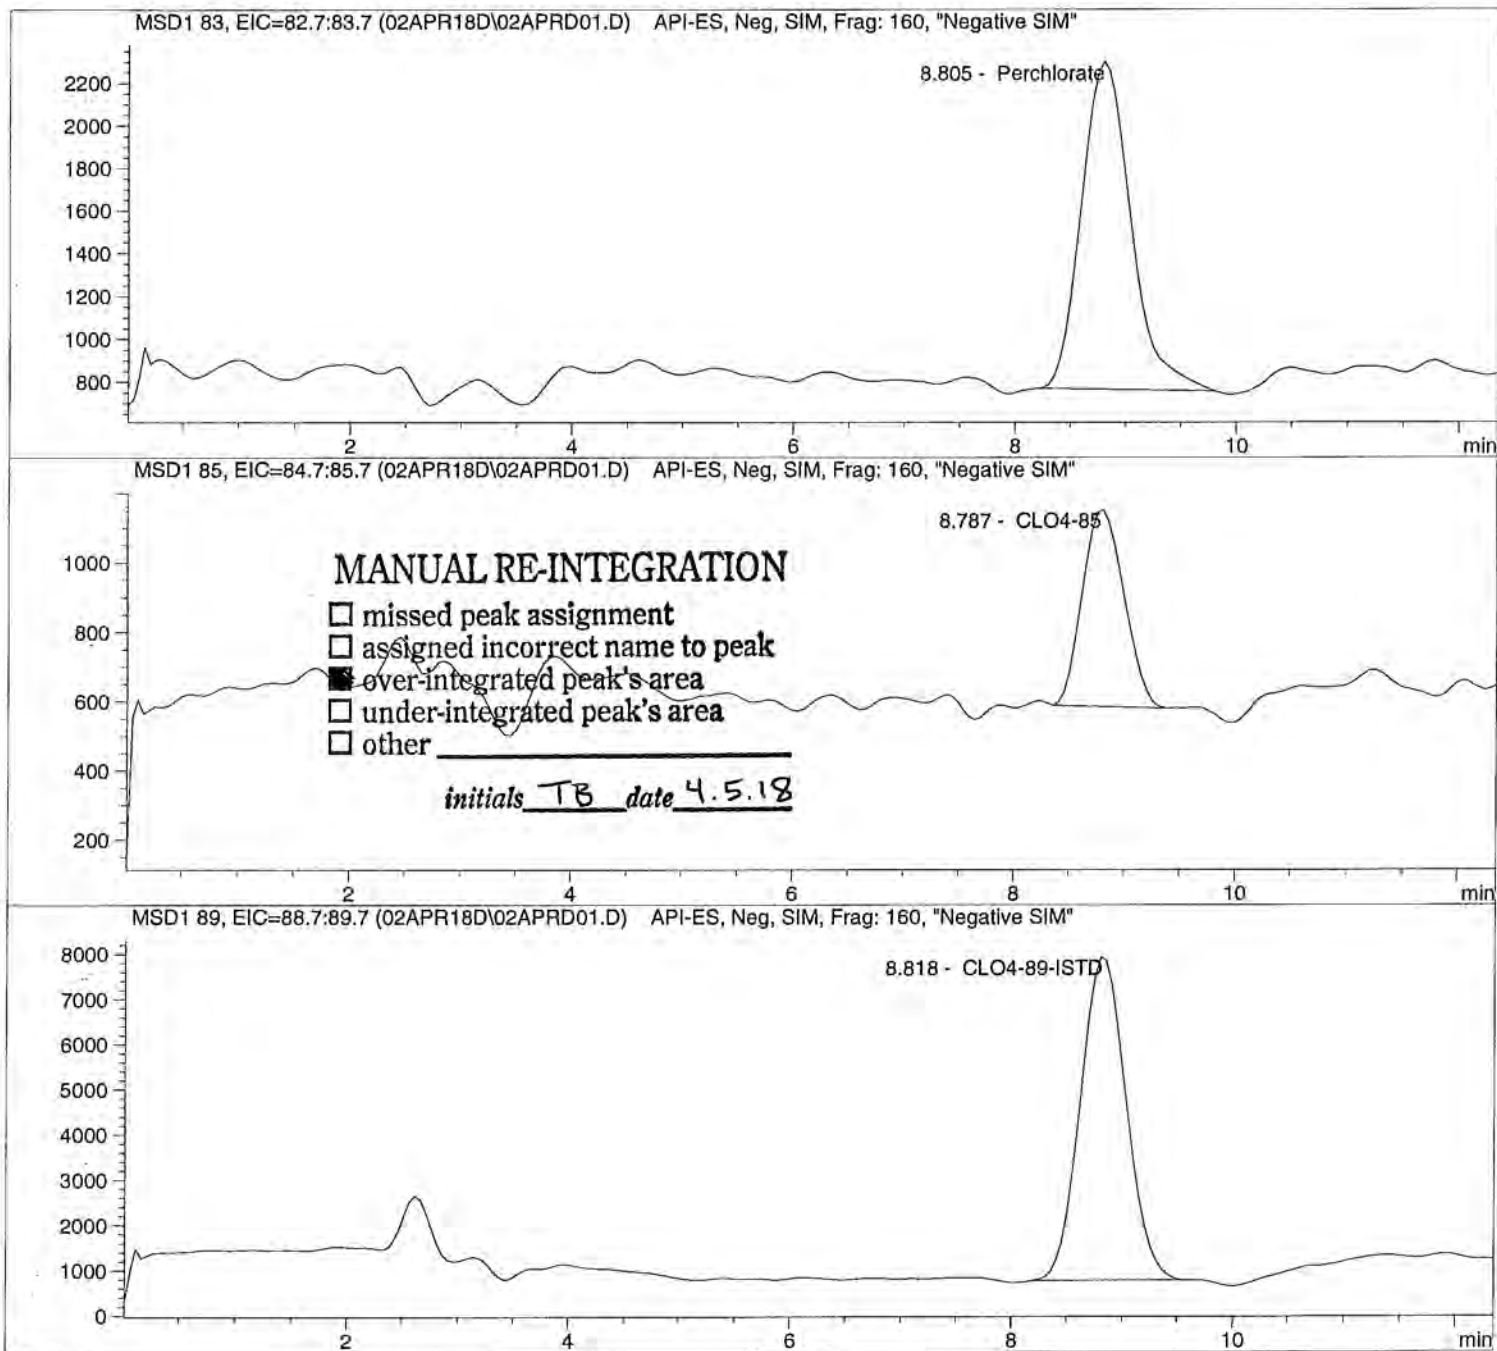 MSD1 83, EIC=82.7:83.7 (02APR18D\02APRD01.D) API-ES, Neg, SIM, Frag: 160, "Negative SIM"
8.805 - Perchlorate
2200
2000
1800
1600
1400
1200
1000
800
2 4 6 8 10 min
MSD1 85, EIC=84.7:85.7 (02APR18D\02APRD01.D) API-ES, Neg, SIM, Frag: 160, "Negative SIM"
8.787 - CLO4-85
1000
800
600
400
200
MANUAL RE-INTEGRATION
☐ missed peak assignment
☐ assigned incorrect name to peak
■ over-integrated peak's area
☐ under-integrated peak's area
☐ other
initials TB date 4.5.18
2 4 6 8 10 min
MSD1 89, EIC=88.7:89.7 (02APR18D\02APRD01.D) API-ES, Neg, SIM, Frag: 160, "Negative SIM"
8.818 - CLO4-89-ISTD
8000
7000
6000
5000
4000
3000
2000
1000
0
2 4 6 8 10 min